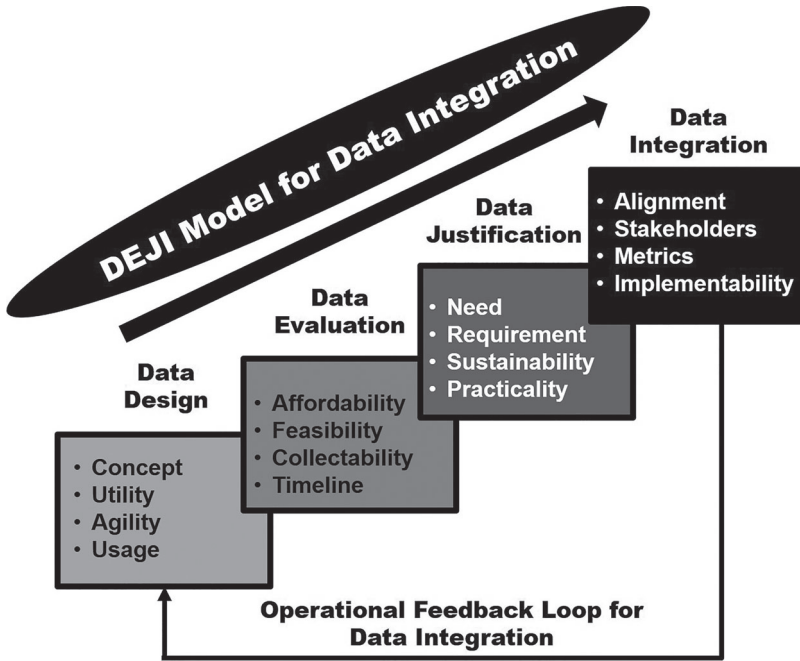 DEJI Model for Data Integration
Data
Integration
• Alignment
• Stakeholders
• Metrics
• Implementability
Data
Justification
• Need
• Requirement
• Sustainability
• Practicality
Data
Evaluation
• Affordability
• Feasibility
• Collectability
• Timeline
Data
Design
• Concept
• Utility
• Agility
• Usage
Operational Feedback Loop for
Data Integration